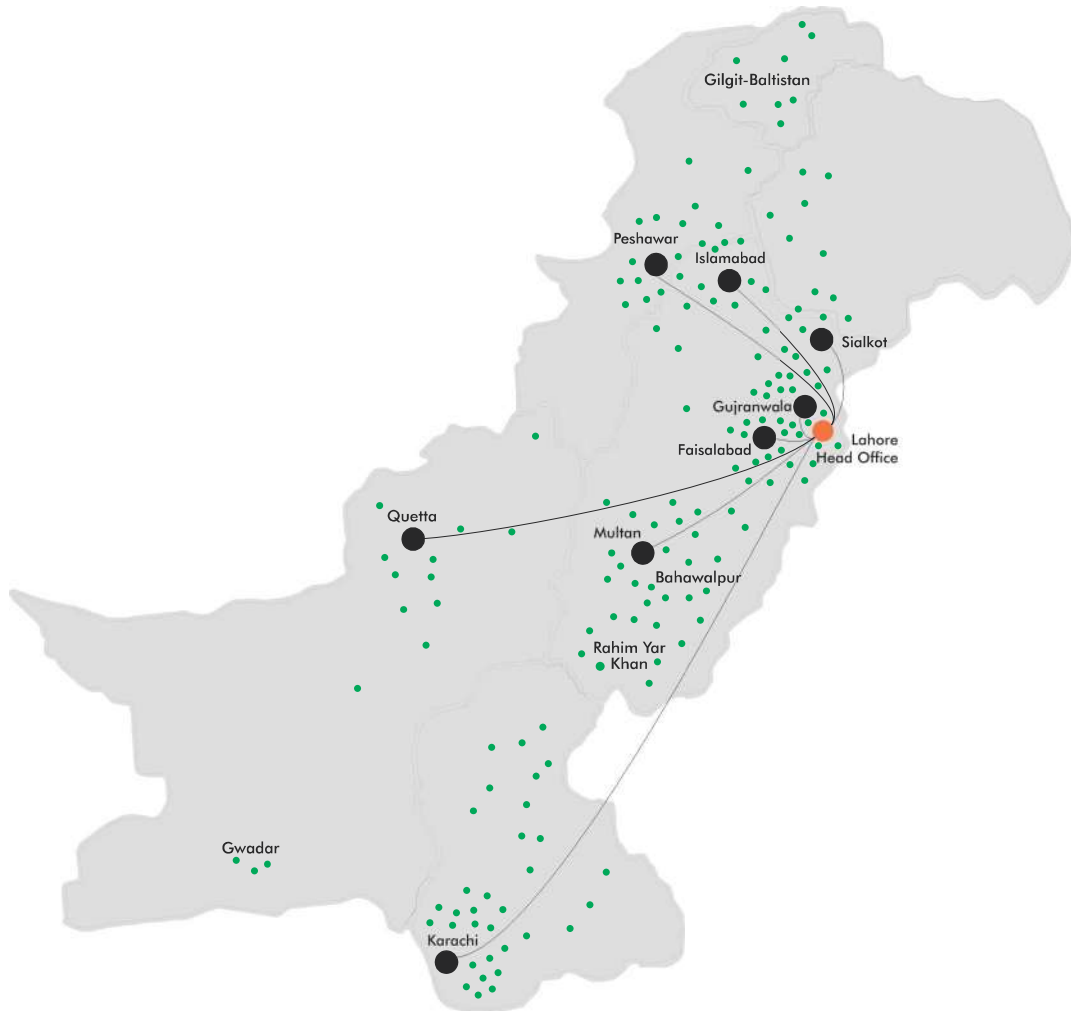 Gilgit-Baltistan
Peshawar
Islamabad
Sialkot
Gujranwala
Faisalabad
Lahore
Head Office
Quetta
Multan
Bahawalpur
Rahim Yar
Khan
Gwadar
Karachi